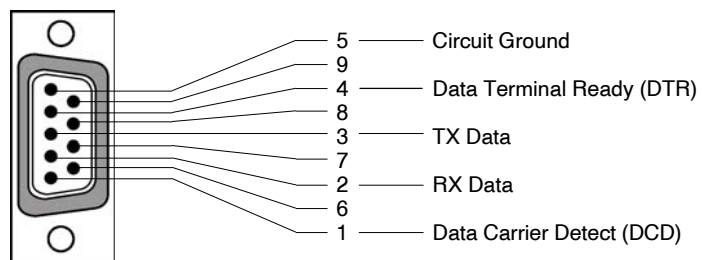 5 Circuit Ground
9
4 Data Terminal Ready (DTR)
8
3 TX Data
7
2 RX Data
6
1 Data Carrier Detect (DCD)